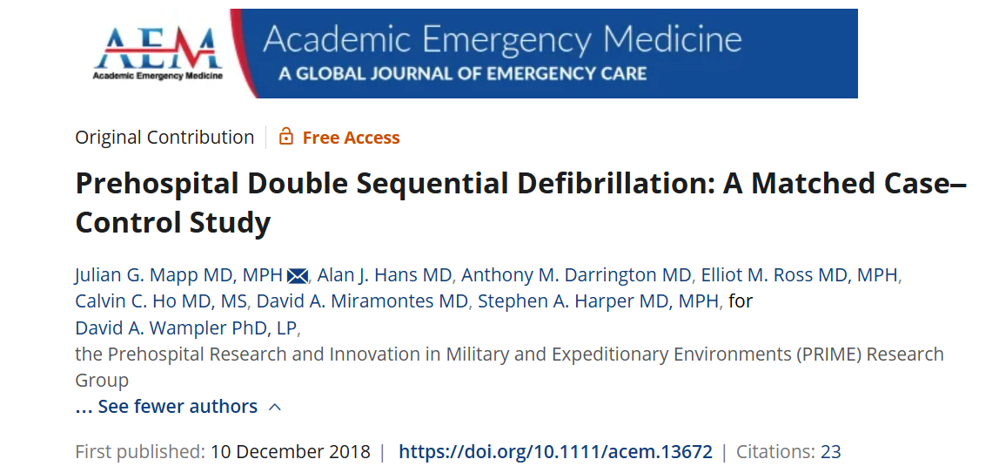 AEM
Academic Emergency Medicine
Academic Emergency Medicine
A GLOBAL JOURNAL OF EMERGENCY CARE
Original Contribution | Free Access
Prehospital Double Sequential Defibrillation: A Matched Case–
Control Study
Julian G. Mapp MD, MPH, Alan J. Hans MD, Anthony M. Darrington MD, Elliot M. Ross MD, MPH,
Calvin C. Ho MD, MS, David A. Miramontes MD, Stephen A. Harper MD, MPH, for
David A. Wampler PhD, LP,
the Prehospital Research and Innovation in Military and Expeditionary Environments (PRIME) Research
Group
... See fewer authors
First published: 10 December 2018 | https://doi.org/10.1111/acem.13672 | Citations: 23